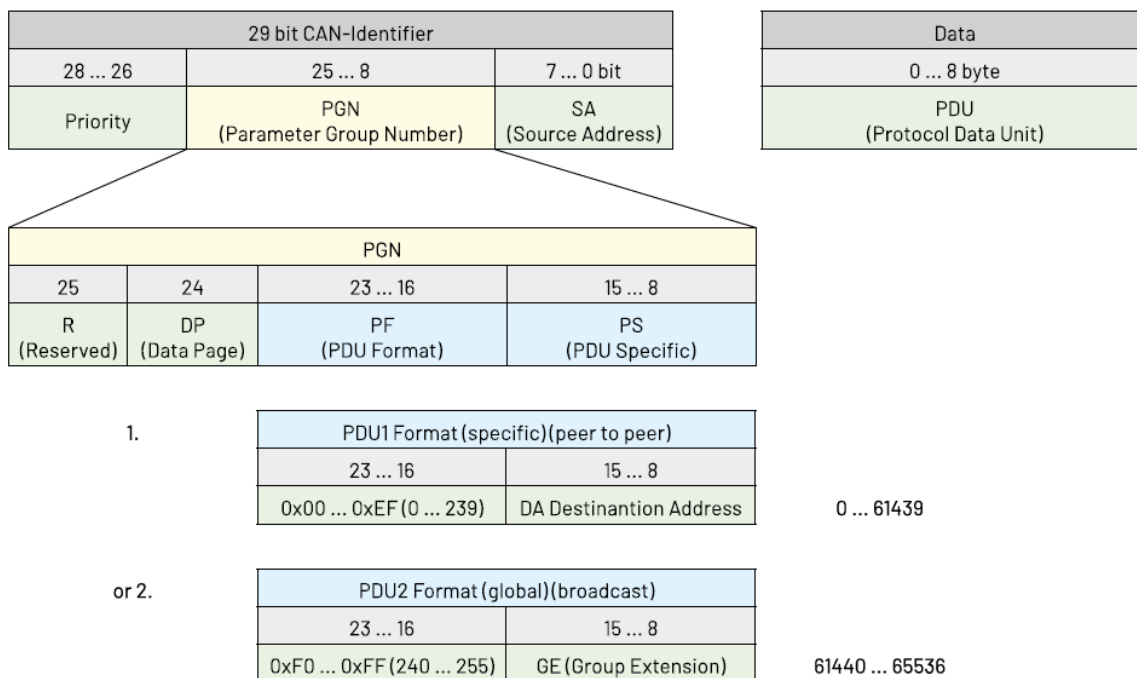 29 bit CAN-Identifier
28 ... 26
25 ... 8
7 ... 0 bit
Priority
PGN
(Parameter Group Number)
SA
(Source Address)
Data
0 ... 8 byte
PDU
(Protocol Data Unit)
PGN
25
24
23 ... 16
15 ... 8
R
(Reserved)
DP
(Data Page)
PF
(PDU Format)
PS
(PDU Specific)
1.
PDU1 Format (specific) (peer to peer)
23 ... 16
15 ... 8
0x00 ... 0xEF (0 ... 239)
DA Destinantion Address
0 ... 61439
or 2.
PDU2 Format (global) (broadcast)
23 ... 16
15 ... 8
0xF0 ... 0xFF (240 ... 255)
GE (Group Extension)
61440 ... 65536